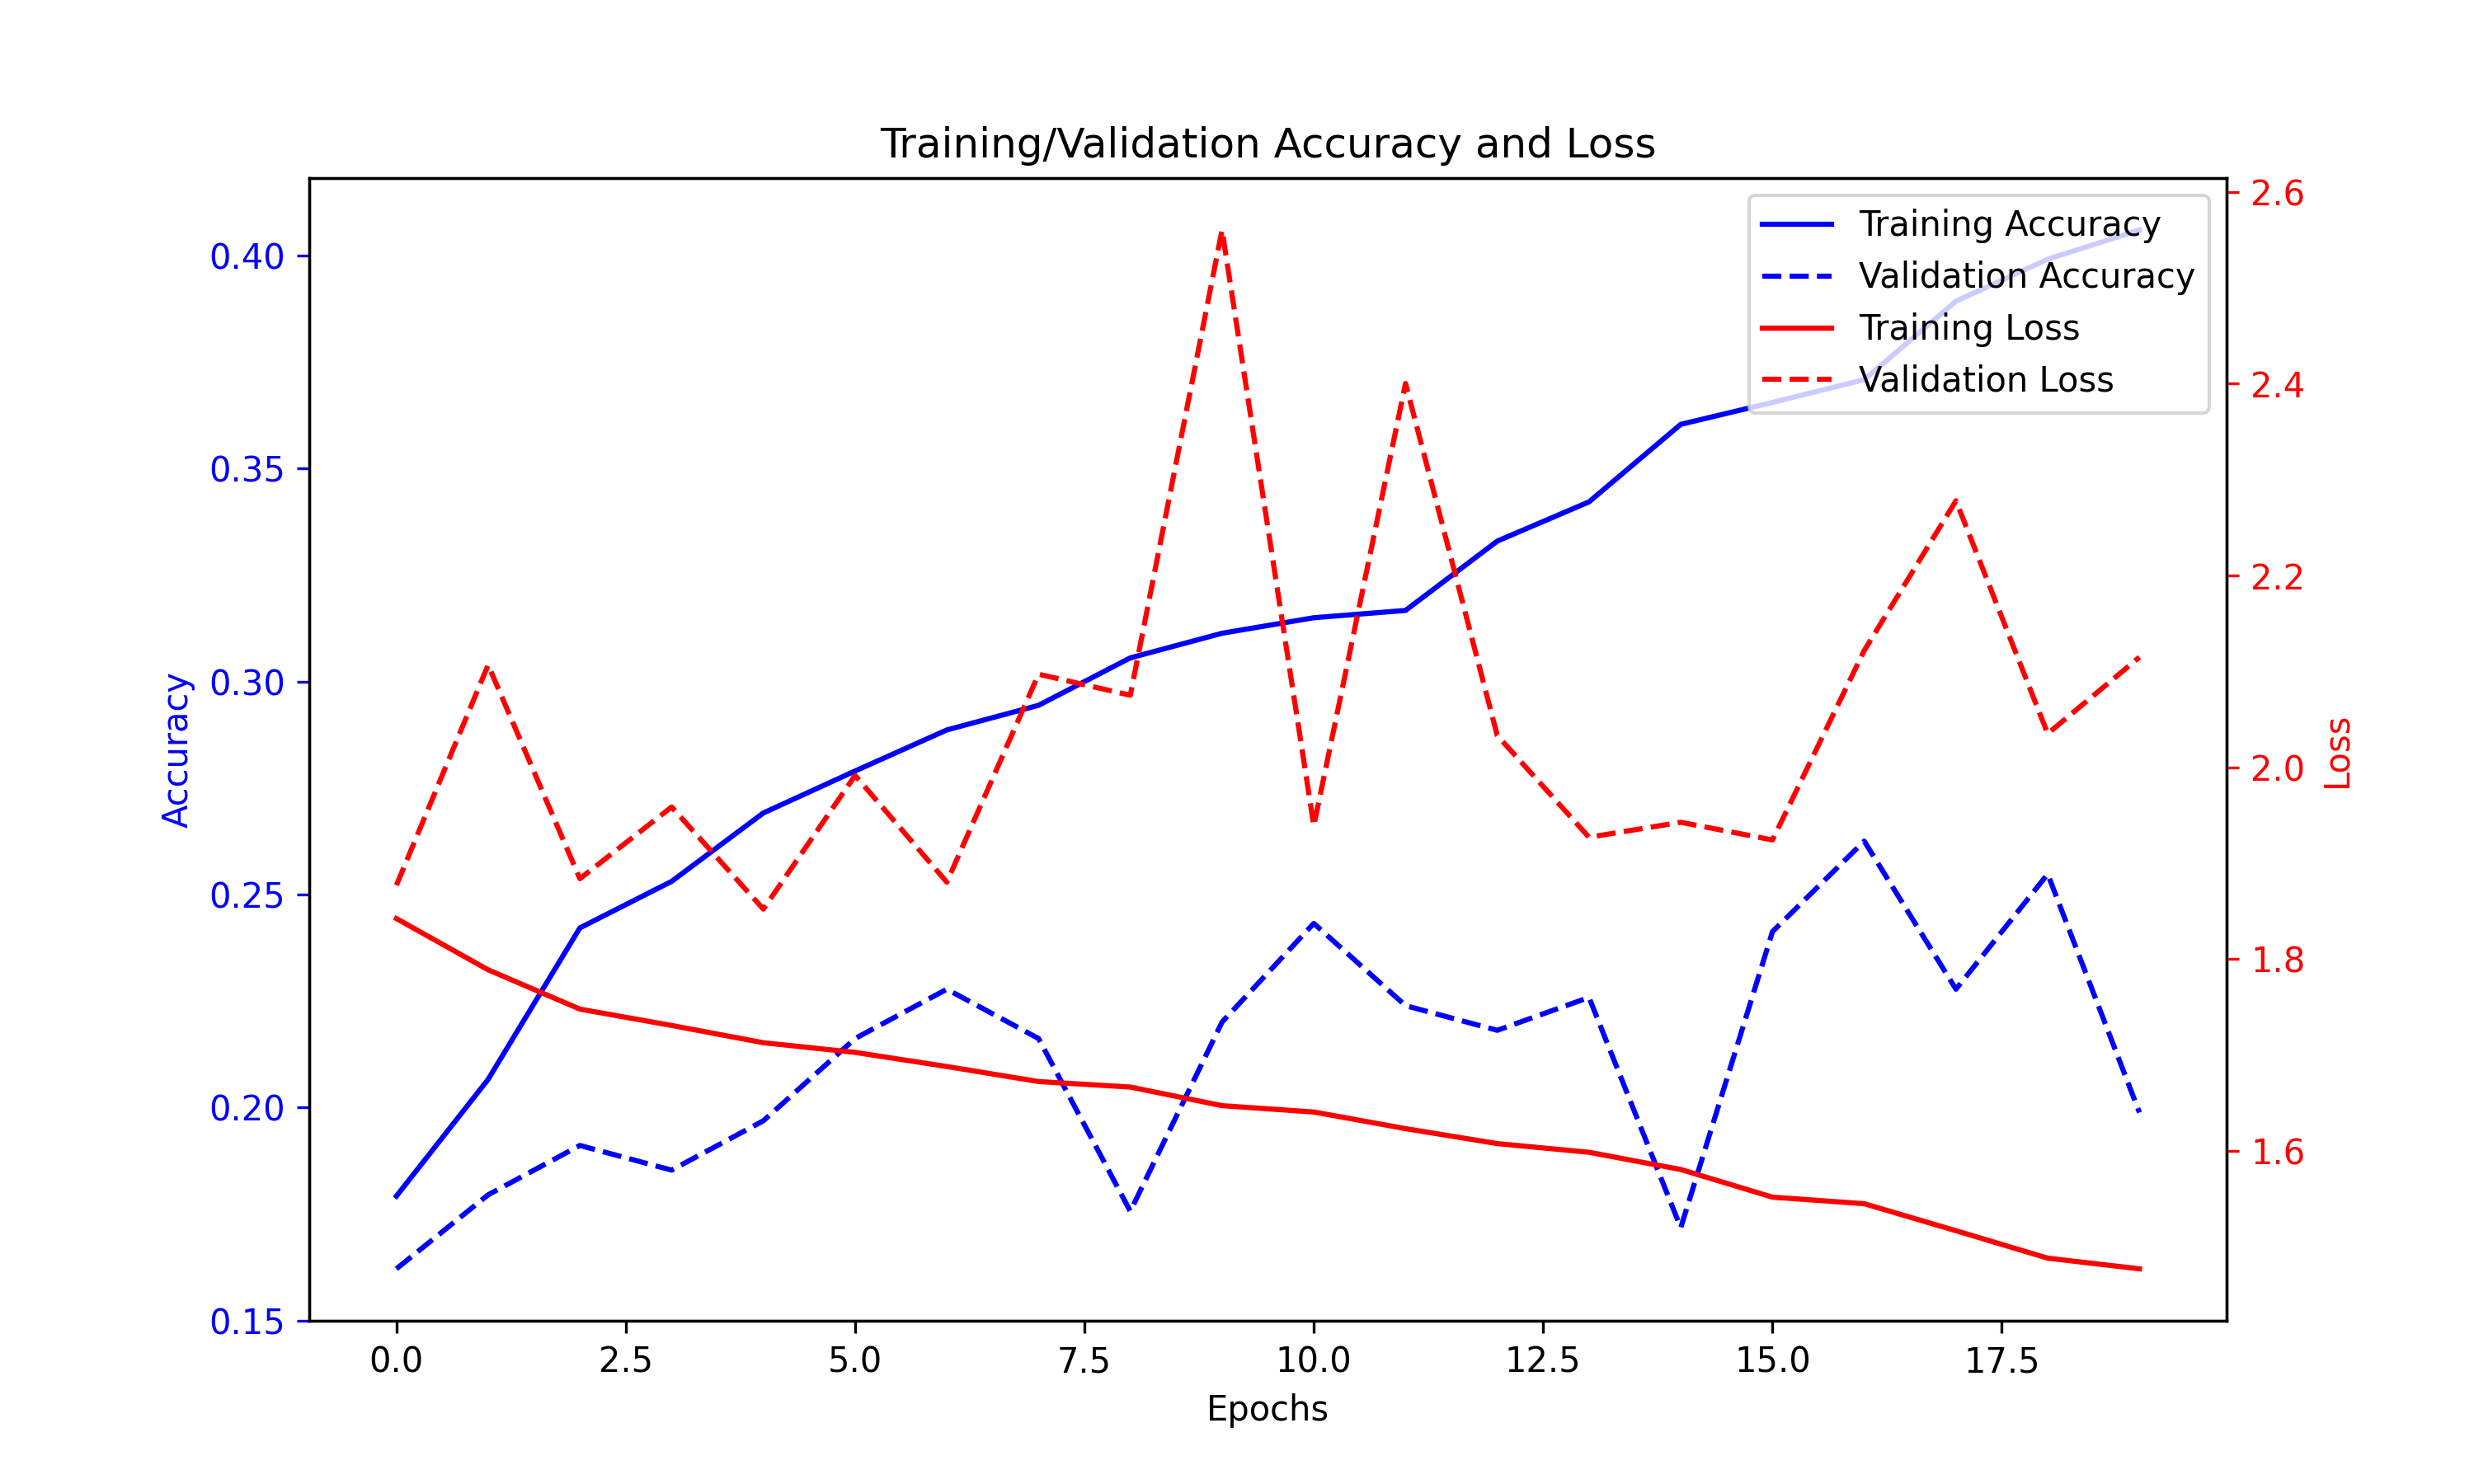 Training/Validation Accuracy and Loss
Training Accuracy
Validation Accuracy
Training Loss
Validation Loss
Accuracy
0.40
0.35
0.30
0.25
0.20
0.15
2.6
2.4
2.2
2.0
1.8
1.6
Loss
0.0 2.5 5.0 7.5 10.0 12.5 15.0 17.5
Epochs